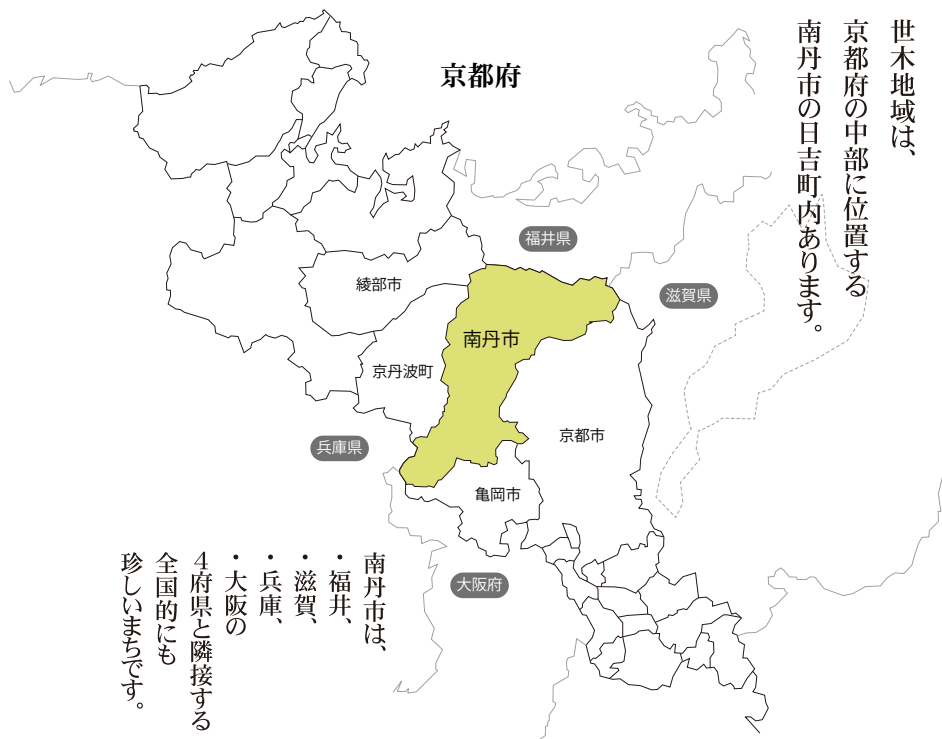 世木地域は、
京都府の中部に位置する
南丹市の日吉町内あります。
京都府
福井県
滋賀県
綾部市
南丹市
京丹波町
京都市
兵庫県
亀岡市
大阪府
南丹市は、
・福井、
・滋賀、
・兵庫、
・大阪の
４府県と隣接する
全国的にも
珍しいまちです。